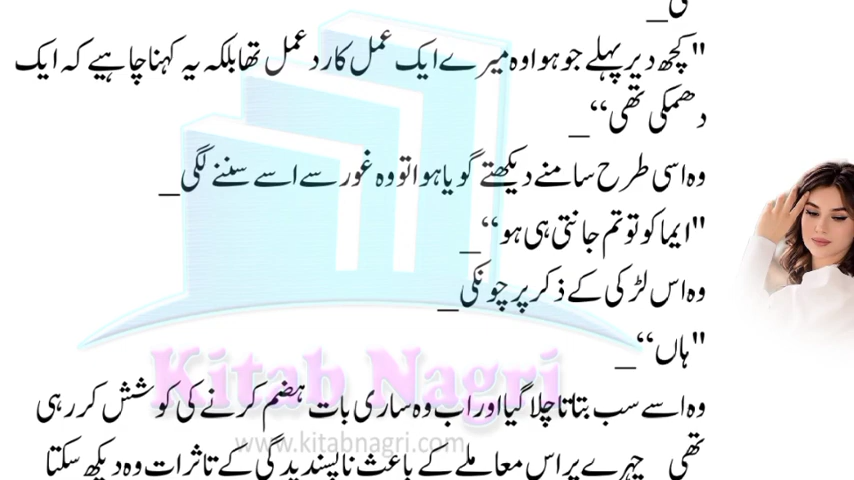 "کچھ دیر پہلے جو ہوا وہ میرے ایک عمل کا رد عمل تھا بلکہ یہ کہنا چاہیے کہ ایک
دھمکی تھی“_
وہ اسی طرح سامنے دیکھتے گویا ہوا تو وہ غور سے اسے سننے لگی_
"ایما کو تو تم جانتی ہی ہو“_
وہ اس لڑکی کے ذکر پر چونکی_
"ہاں“_
وہ اسے سب بتاتا چلا گیا اور اب وہ ساری بات ہضم کرنے کی کوشش کر رہی
تھی_ چہرے پر اس معاملے کے باعث ناپسندیدگی کے تاثرات وہ دیکھ سکتا
Kitab Nagri
www.kitabnagri.com